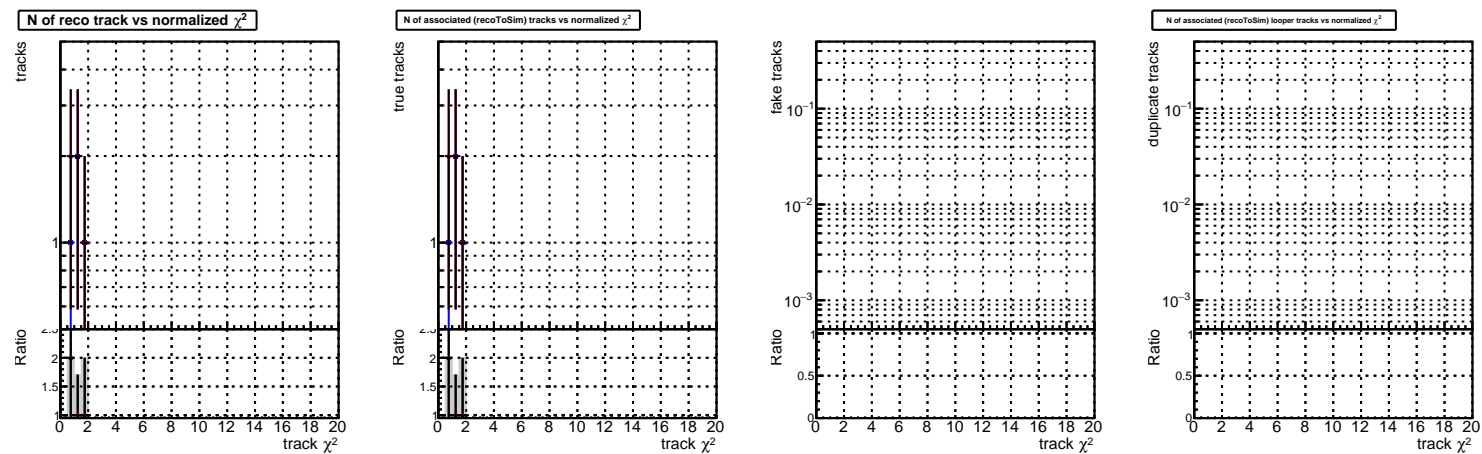 N of reco track vs normalized χ²
tracks
1
Ratio
2.5
2
1.5
1
0 2 4 6 8 10 12 14 16 18 20
track χ²
N of associated (recoToSim) tracks vs normalized χ²
true tracks
1
Ratio
2.5
2
1.5
1
0 2 4 6 8 10 12 14 16 18 20
track χ²
fake tracks
10⁻¹
10⁻²
10⁻³
Ratio
1
0.5
0
0 2 4 6 8 10 12 14 16 18 20
track χ²
N of associated (recoToSim) looper tracks vs normalized χ²
duplicate tracks
10⁻¹
10⁻²
10⁻³
Ratio
1
0.5
0
0 2 4 6 8 10 12 14 16 18 20
track χ²